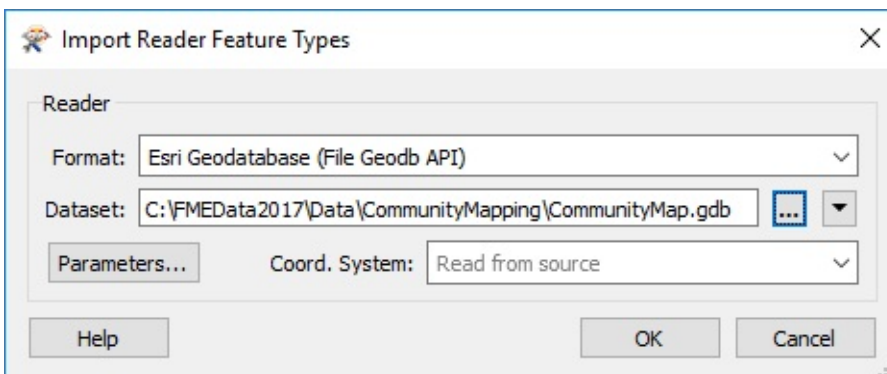 Import Reader Feature Types
Reader
Format: Esri Geodatabase (File Geodb API)
Dataset: C:\FMEData2017\Data\CommunityMapping\CommunityMap.gdb ...
Parameters... Coord. System: Read from source
Help OK Cancel